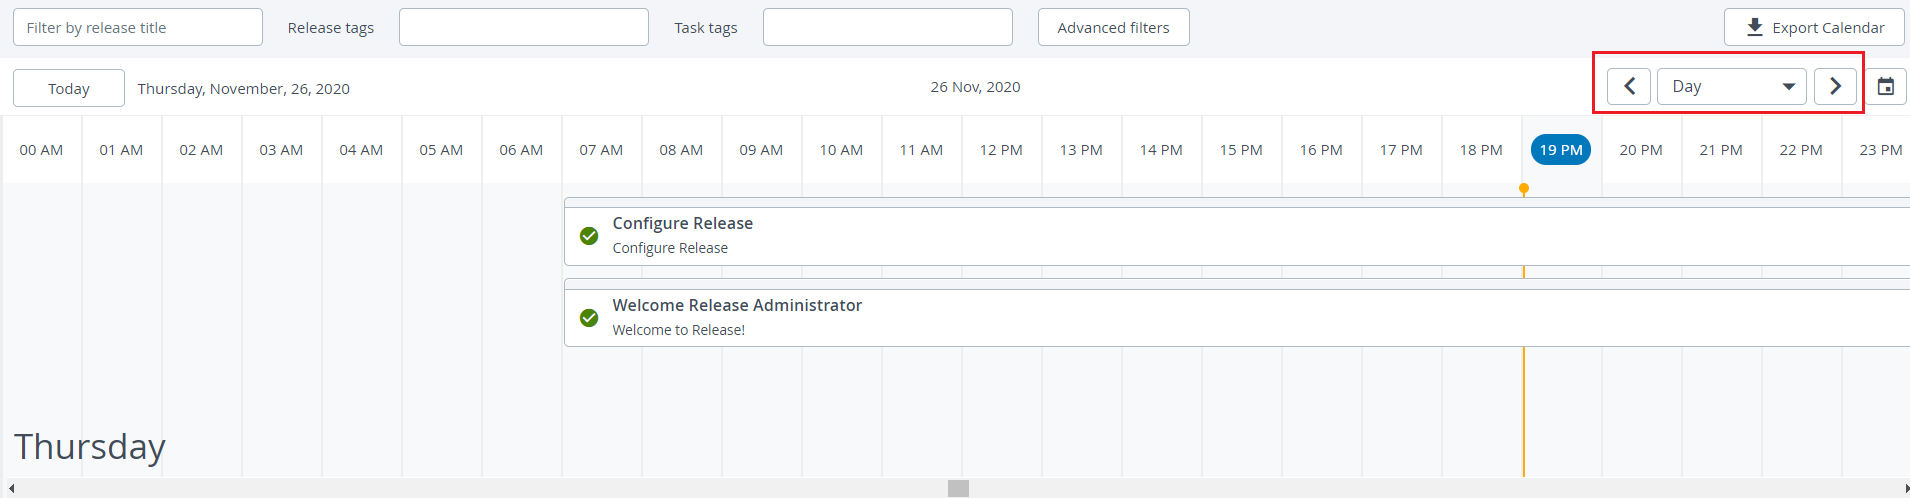 Filter by release title Release tags Task tags Advanced filters Export Calendar
Today Thursday, November, 26, 2020 26 Nov, 2020 Day
00 AM 01 AM 02 AM 03 AM 04 AM 05 AM 06 AM 07 AM 08 AM 09 AM 10 AM 11 AM 12 PM 13 PM 14 PM 15 PM 16 PM 17 PM 18 PM 19 PM 20 PM 21 PM 22 PM 23 PM
Configure Release
Configure Release
Welcome Release Administrator
Welcome to Release!
Thursday